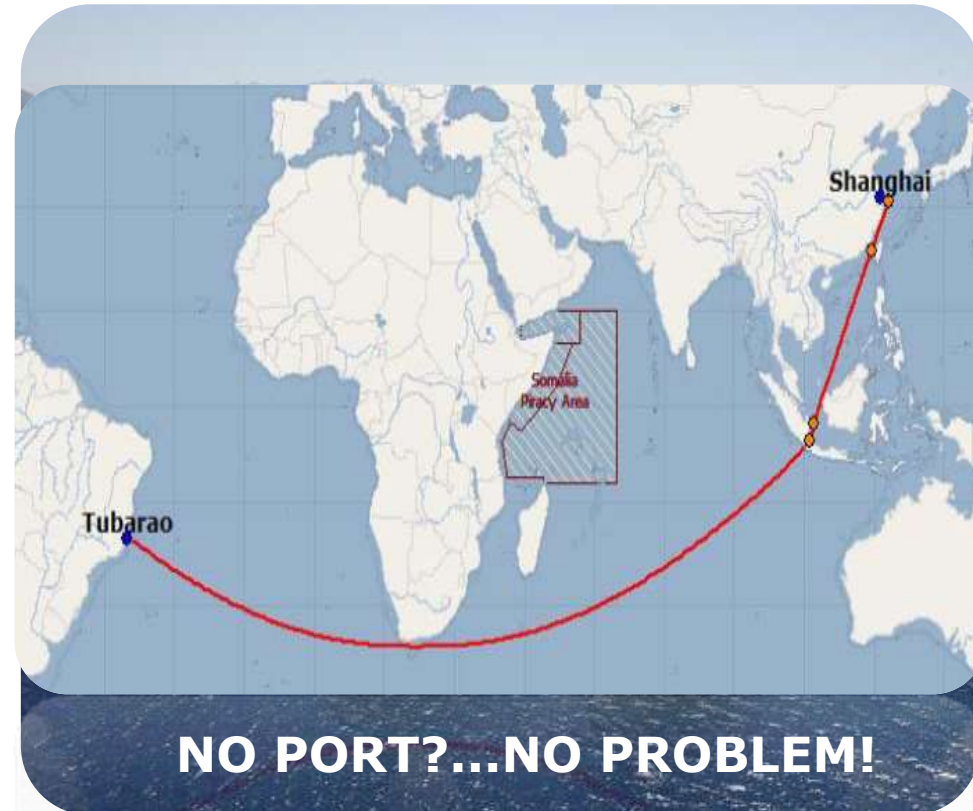 Shanghai
Somalia
Piracy Area
Tubarao
NO PORT?...NO PROBLEM!